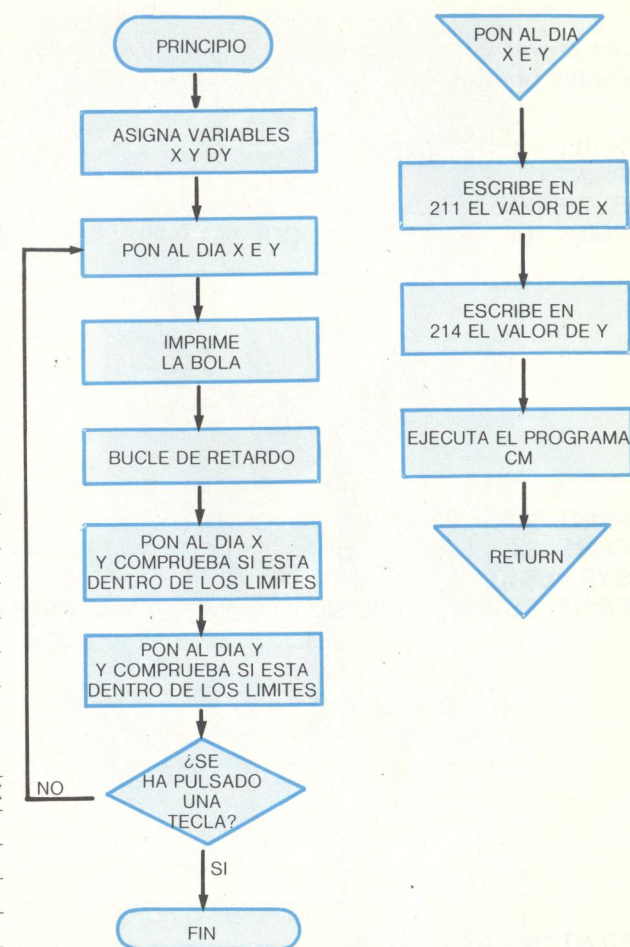 PRINCIPIO
ASIGNA VARIABLES
X Y DY
PON AL DIA X E Y
IMPRIME
LA BOLA
BUCLE DE RETARDO
PON AL DIA X
Y COMPRUEBA SI ESTA
DENTRO DE LOS LIMITES
PON AL DIA Y
Y COMPRUEBA SI ESTA
DENTRO DE LOS LIMITES
¿SE
HA PULSADO
UNA
TECLA?
NO
SI
FIN
PON AL DIA
X E Y
ESCRIBE EN
211 EL VALOR DE X
ESCRIBE EN
214 EL VALOR DE Y
EJECUTA EL PROGRAMA
CM
RETURN